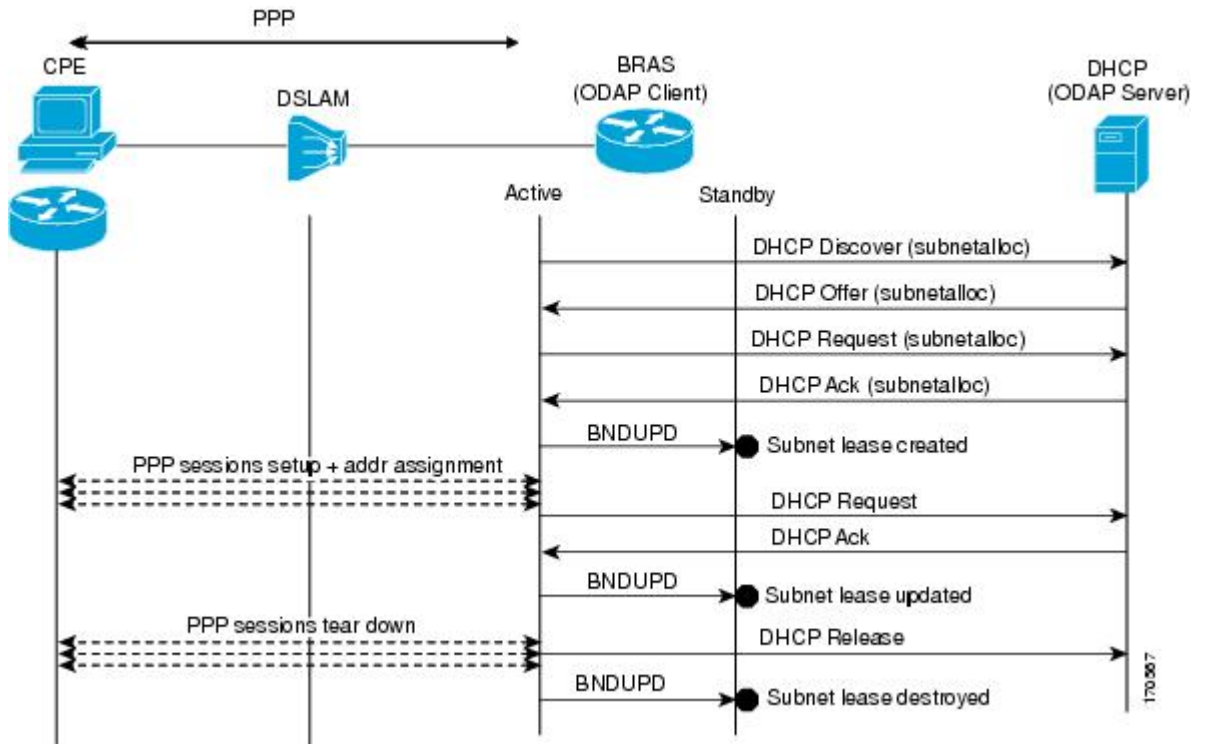 PPP
CPE
DSLAM
BRAS
(ODAP Client)
DHCP
(ODAP Server)
Active
Standby
DHCP Discover (subnetalloc)
DHCP Offer (subnetalloc)
DHCP Request (subnetalloc)
DHCP Ack (subnetalloc)
BNDUPD
Subnet lease created
PPP sessions setup + addr assignment
DHCP Request
DHCP Ack
BNDUPD
Subnet lease updated
PPP sessions tear down
DHCP Release
BNDUPD
Subnet lease destroyed
170567